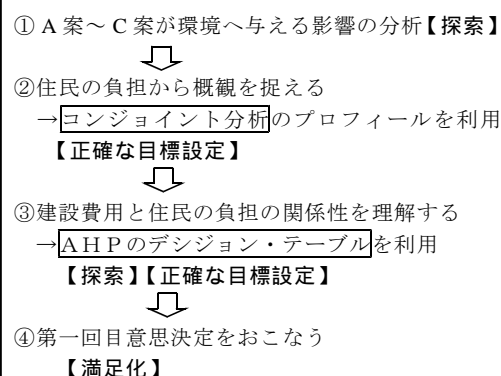 ① A 案～ C 案が環境へ与える影響の分析【探索】
②住民の負担から概観を捉える
→コンジョイント分析のプロフィールを利用
【正確な目標設定】
③建設費用と住民の負担の関係性を理解する
→ＡＨＰのデシジョン・テーブルを利用
【探索】【正確な目標設定】
④第一回目意思決定をおこなう
【満足化】